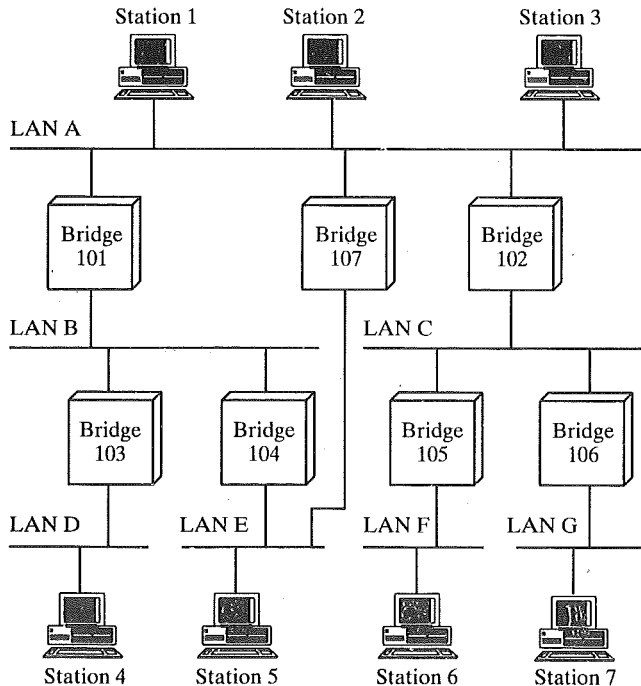 Station 1
Station 2
Station 3
LAN A
Bridge
101
Bridge
107
Bridge
102
LAN B
LAN C
Bridge
103
Bridge
104
Bridge
105
Bridge
106
LAN D
LAN E
LAN F
LAN G
Station 4
Station 5
Station 6
Station 7